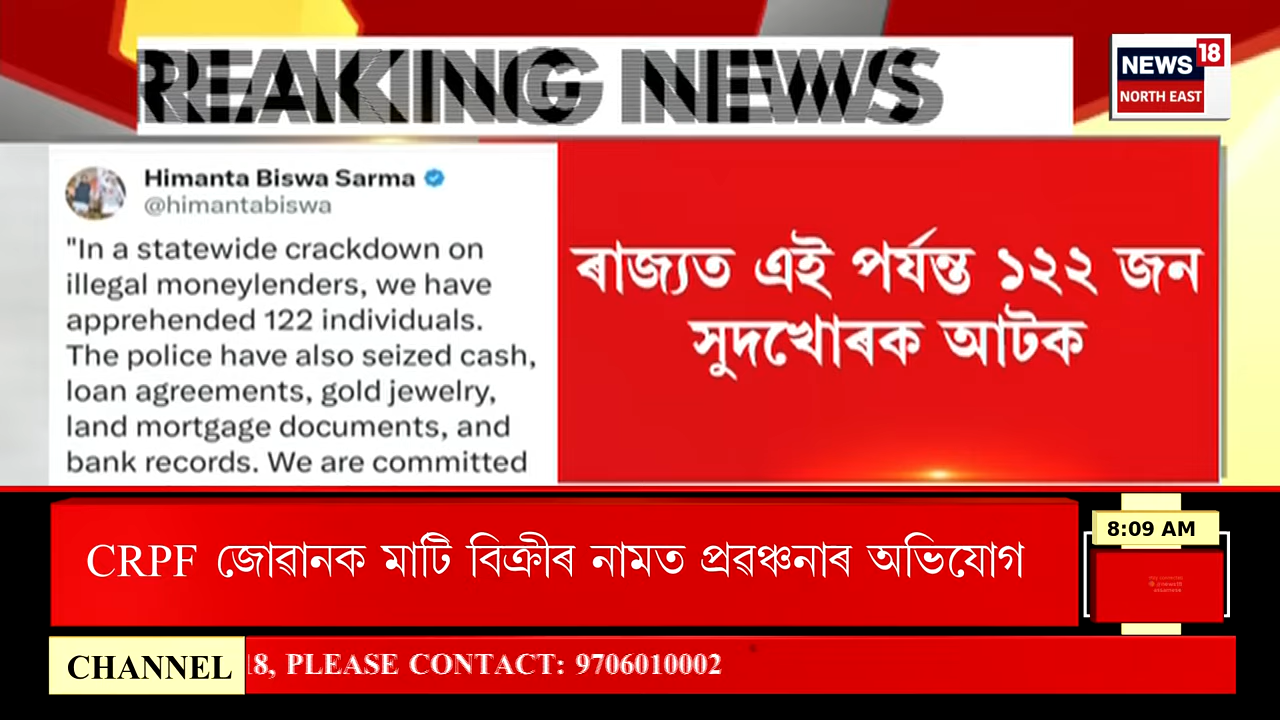 REAKING NEWS
NEWS 18
NORTH EAST
Himanta Biswa Sarma
@himantabiswa
"In a statewide crackdown on
illegal moneylenders, we have
apprehended 122 individuals.
The police have also seized cash,
loan agreements, gold jewelry,
land mortgage documents, and
bank records. We are committed
ৰাজ্যত এই পৰ্যন্ত ১২২ জন
সুদখোৰক আটক
CRPF জোৱানক মাটি বিক্ৰীৰ নামত প্ৰৱঞ্চনাৰ অভিযোগ
8:09 AM
CHANNEL 18, PLEASE CONTACT: 9706010002